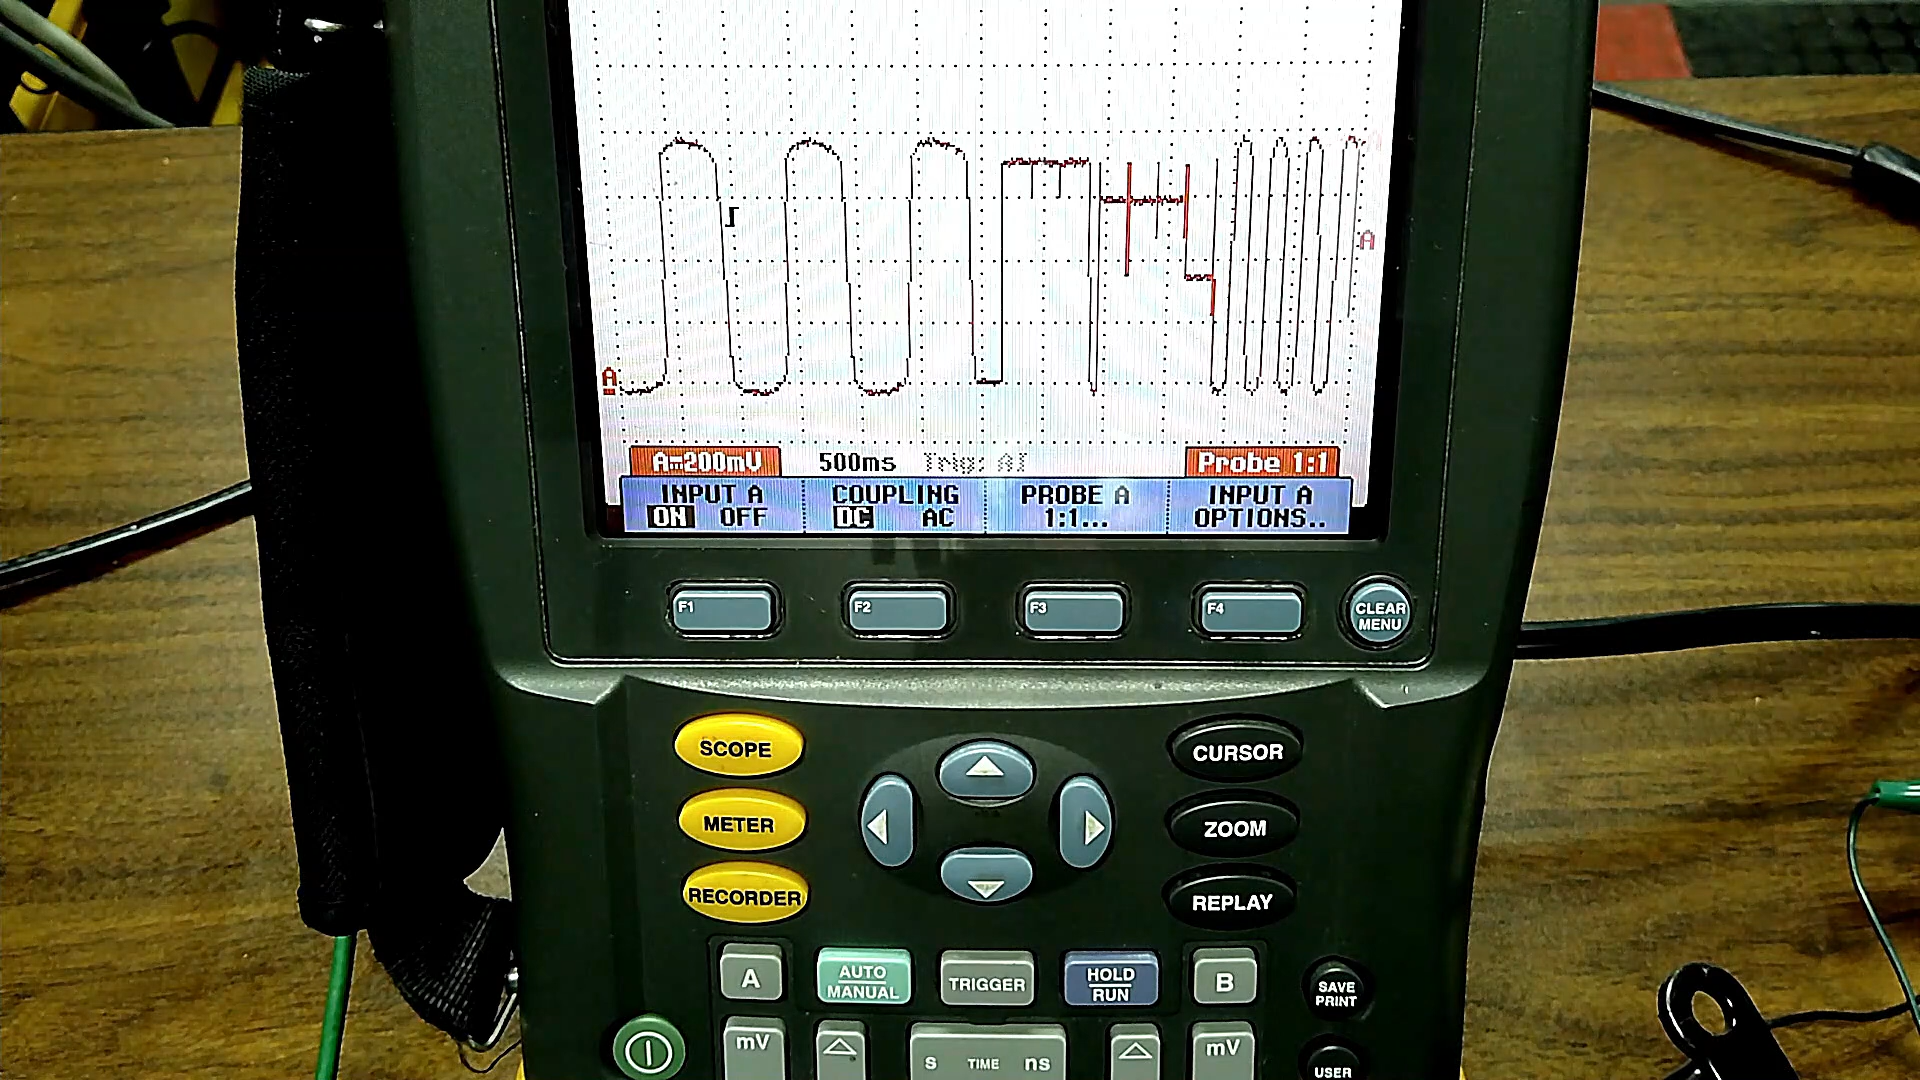 A
A
A=200mV 500ms Trig: A Probe 1:1
INPUT A COUPLING PROBE A INPUT A
ON OFF DC AC 1:1... OPTIONS..
F1 F2 F3 F4 CLEAR MENU
SCOPE CURSOR
METER ZOOM
RECORDER REPLAY
A AUTO MANUAL TRIGGER HOLD RUN B SAVE PRINT
mV s TIME ns mV USER